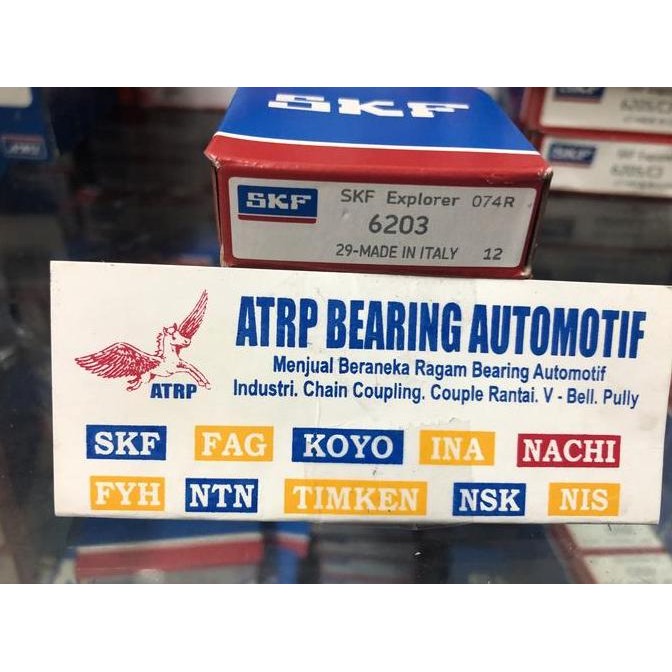 SKF
SKF
SKF Explorer 074R
6203
29-MADE IN ITALY 12
SKF
ATRP BEARING AUTOMOTIF
Menjual Beraneka Ragam Bearing Automotif
Industri. Chain Coupling. Couple Rantai. V - Bell. Pully
ATRP
SKF FAG KOYO INA NACHI
FYH NTN TIMKEN NSK NIS